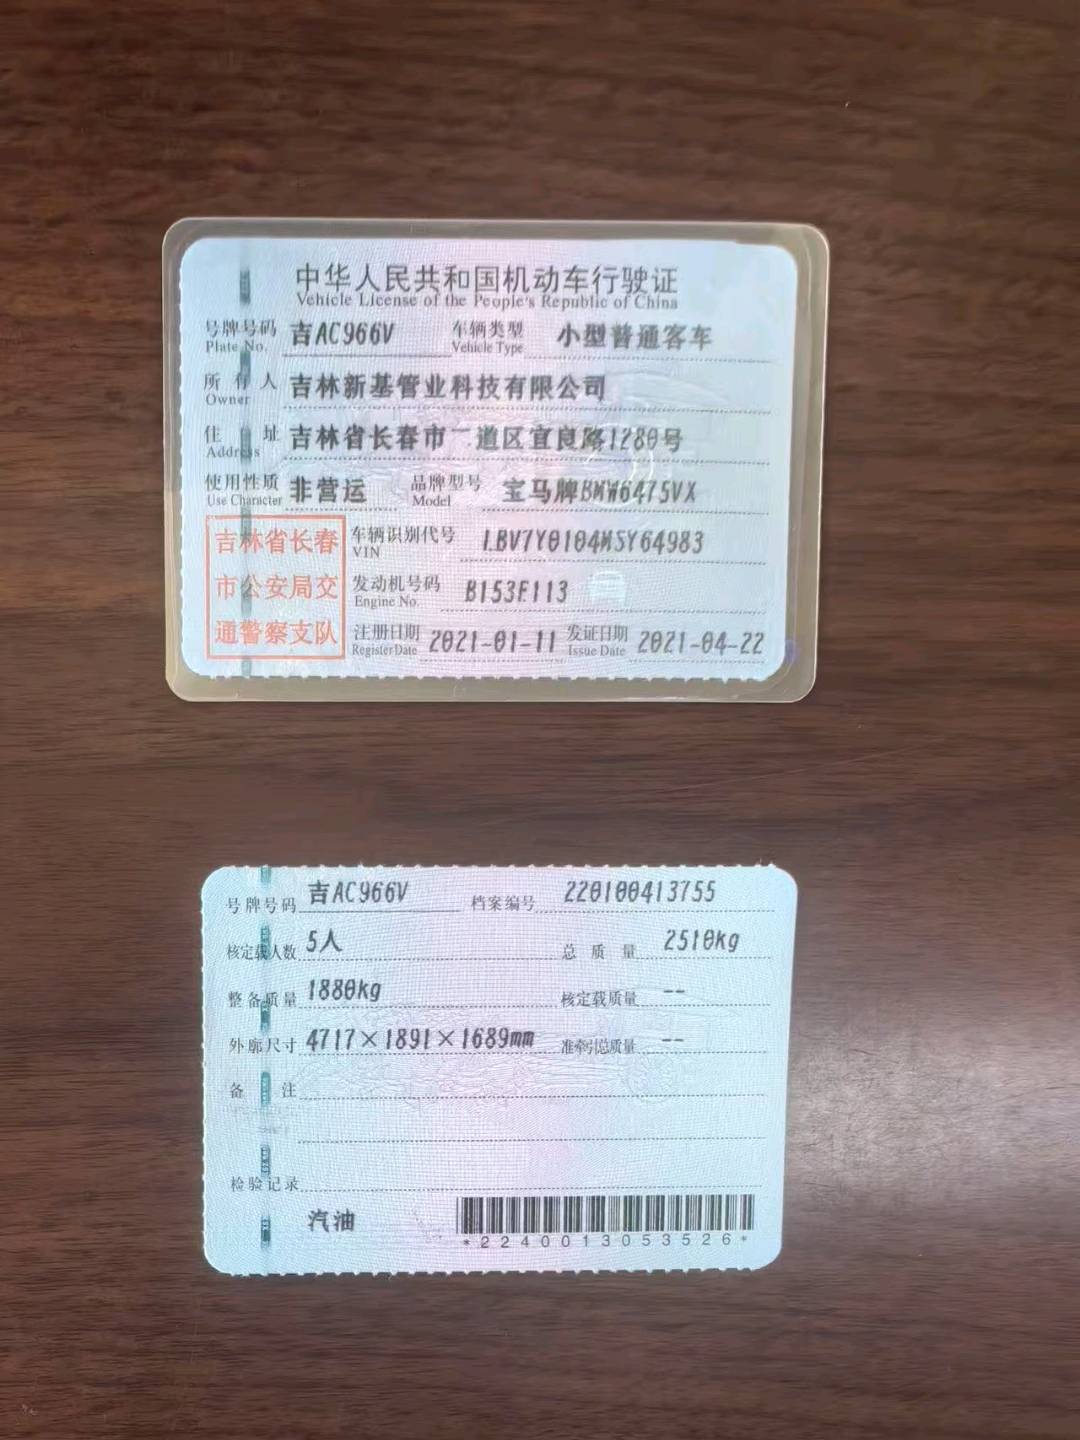 中华人民共和国机动车行驶证
Vehicle License of the People's Republic of China
号牌号码 吉AC966V 车辆类型 小型普通客车
Plate No. Vehicle Type
所有人 吉林新基管业科技有限公司
Owner
住址 吉林省长春市二道区宜良路1280号
Address
使用性质 非营运 品牌型号 宝马牌BMW6475VX
Use Character Model
吉林省长春
市公安局交
通警察支队
车辆识别代号 LBV7Y0104MSY64983
VIN
发动机号码 B153F113
Engine No.
注册日期 2021-01-11 发证日期 2021-04-22
Register Date Issue Date
号牌号码 吉AC966V 档案编号 220100413755
核定载人数 5人 总质量 2510kg
整备质量 1880kg 核定载质量 --
外廓尺寸 4717×1891×1689mm 准牵引总质量 --
备注
检验记录
汽油
*2240013053526*